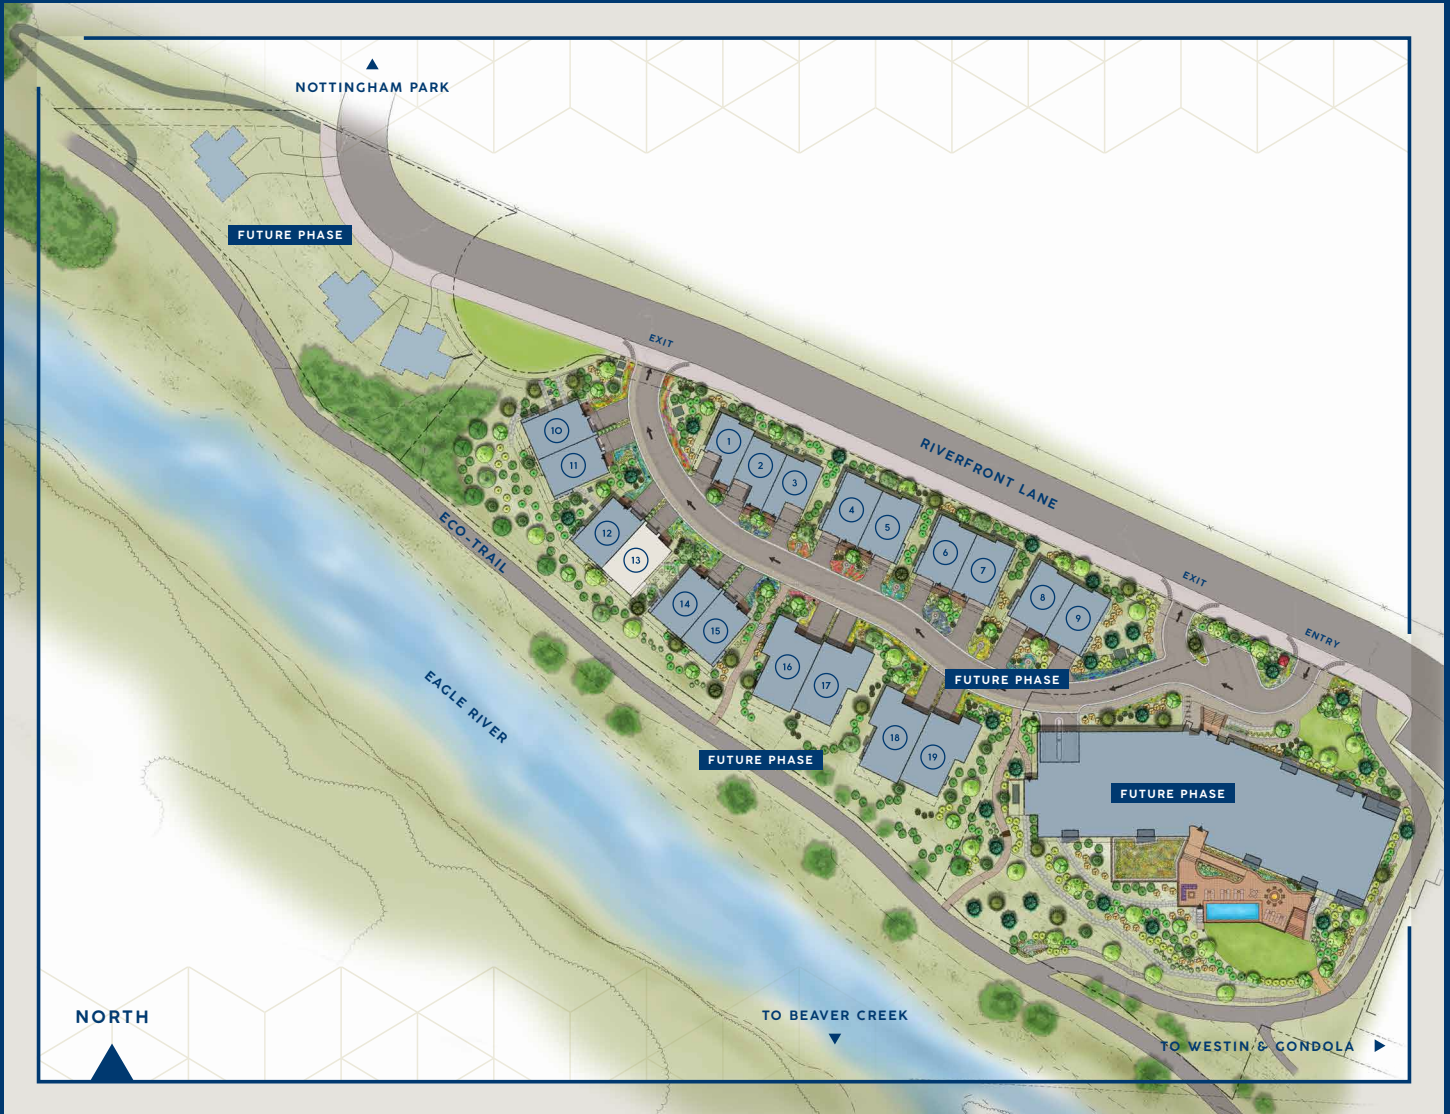 NOTTINGHAM PARK
FUTURE PHASE
EXIT
RIVERFRONT LANE
10
11
1
2
3
4
5
6
7
8
9
12
13
14
15
16
17
18
19
ECO-TRAIL
EXIT
ENTRY
EAGLE RIVER
FUTURE PHASE
FUTURE PHASE
FUTURE PHASE
NORTH
TO BEAVER CREEK
TO WESTIN & GONDOLA